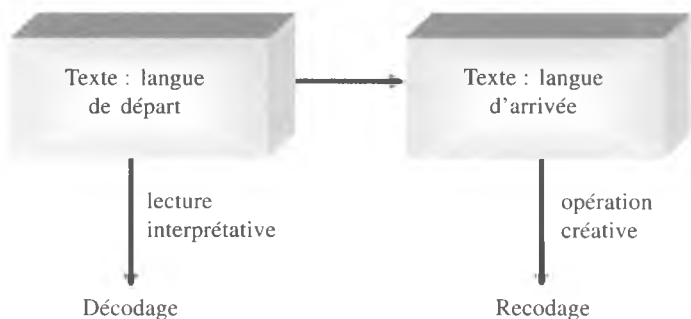 Texte : langue
de départ
Texte : langue
d'arrivée
lecture
interprétative
opération
créative
Décodage
Recodage